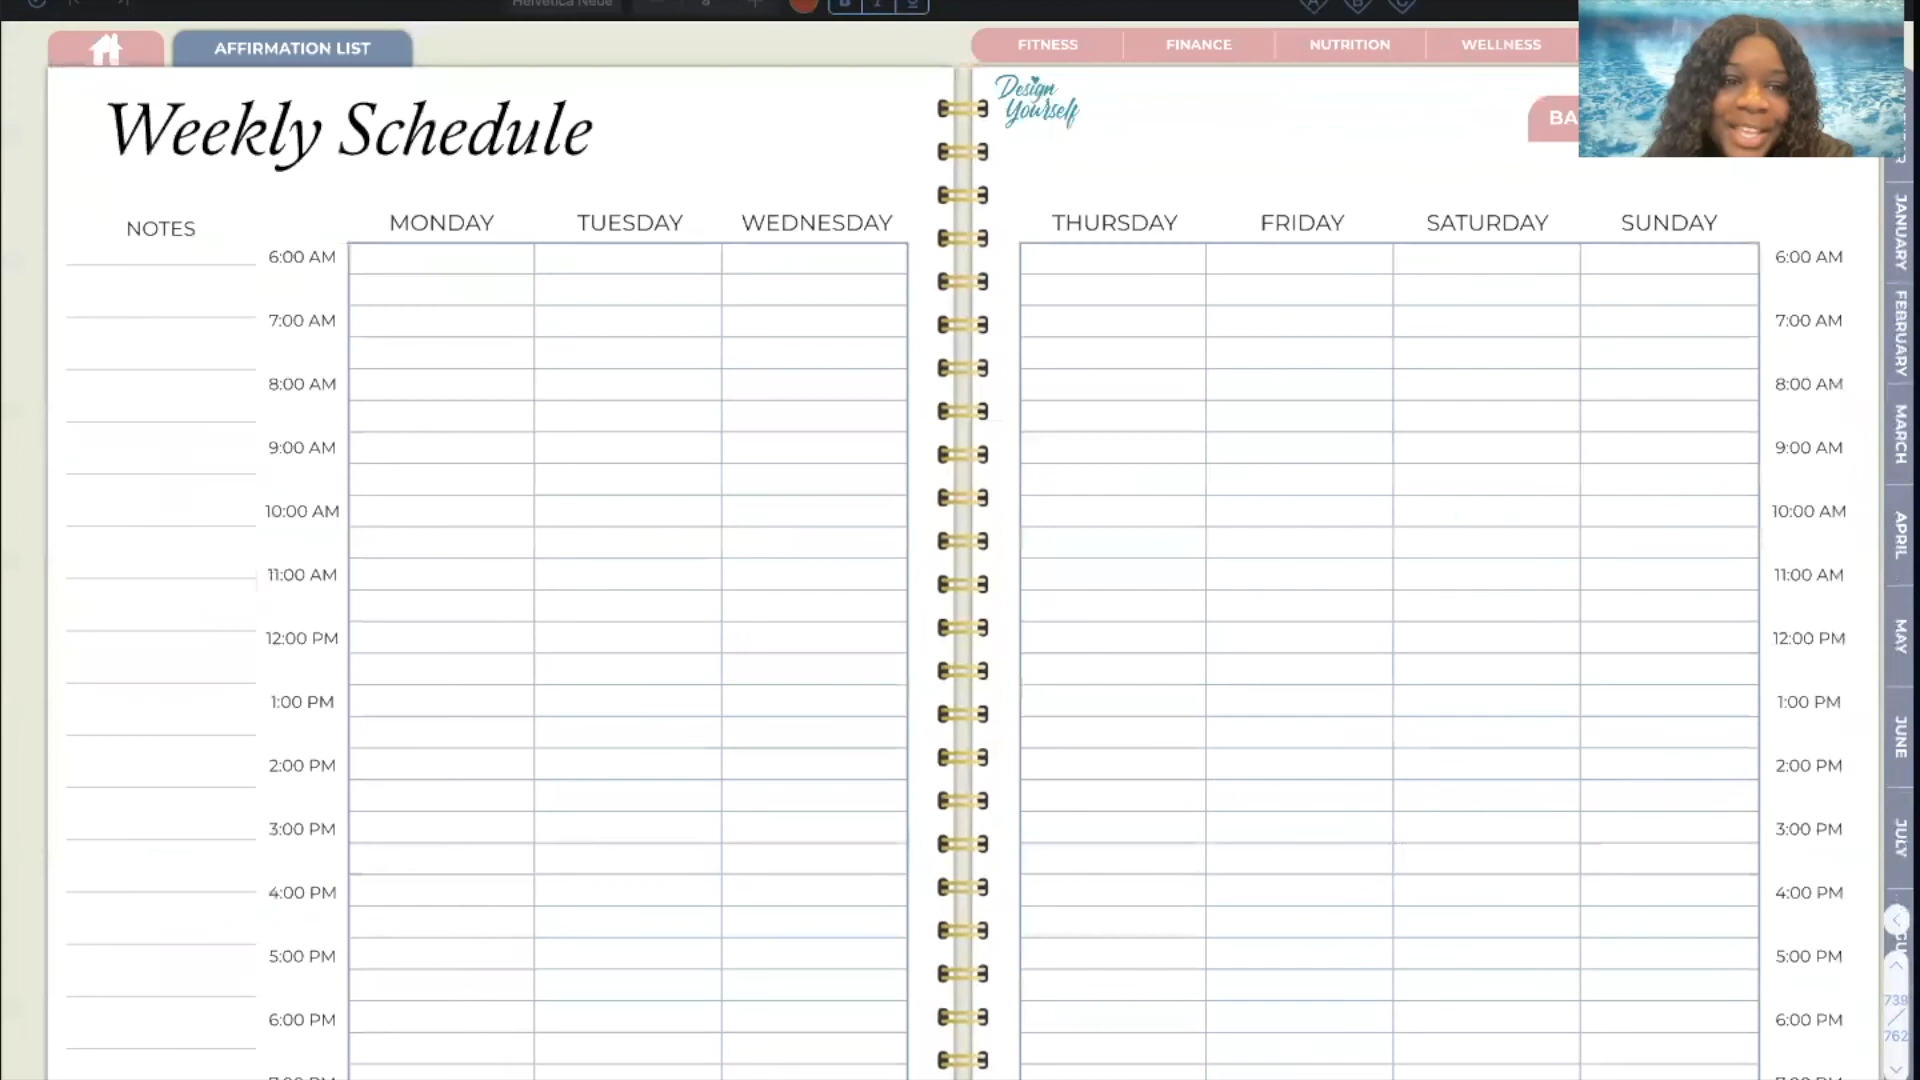 Helvetica Neue
AFFIRMATION LIST
FITNESS
FINANCE
NUTRITION
WELLNESS
Weekly Schedule
Design
Yourself
NOTES
MONDAY
TUESDAY
WEDNESDAY
THURSDAY
FRIDAY
SATURDAY
SUNDAY
6:00 AM
6:00 AM
7:00 AM
7:00 AM
8:00 AM
8:00 AM
9:00 AM
9:00 AM
10:00 AM
10:00 AM
11:00 AM
11:00 AM
12:00 PM
12:00 PM
1:00 PM
1:00 PM
2:00 PM
2:00 PM
3:00 PM
3:00 PM
4:00 PM
4:00 PM
5:00 PM
5:00 PM
6:00 PM
6:00 PM
JANUARY
FEBRUARY
MARCH
APRIL
MAY
JUNE
JULY
762